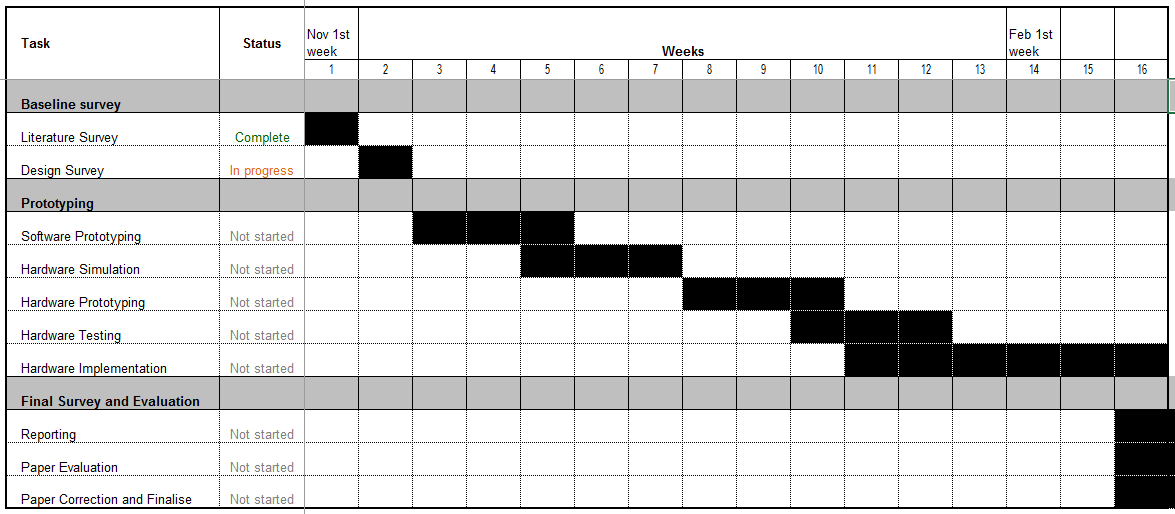 Task
Status
Nov 1st
week
Weeks
Feb 1st
week
1 2 3 4 5 6 7 8 9 10 11 12 13 14 15 16
Baseline survey
Literature Survey Complete
Design Survey In progress
Prototyping
Software Prototyping Not started
Hardware Simulation Not started
Hardware Prototyping Not started
Hardware Testing Not started
Hardware Implementation Not started
Final Survey and Evaluation
Reporting Not started
Paper Evaluation Not started
Paper Correction and Finalise Not started